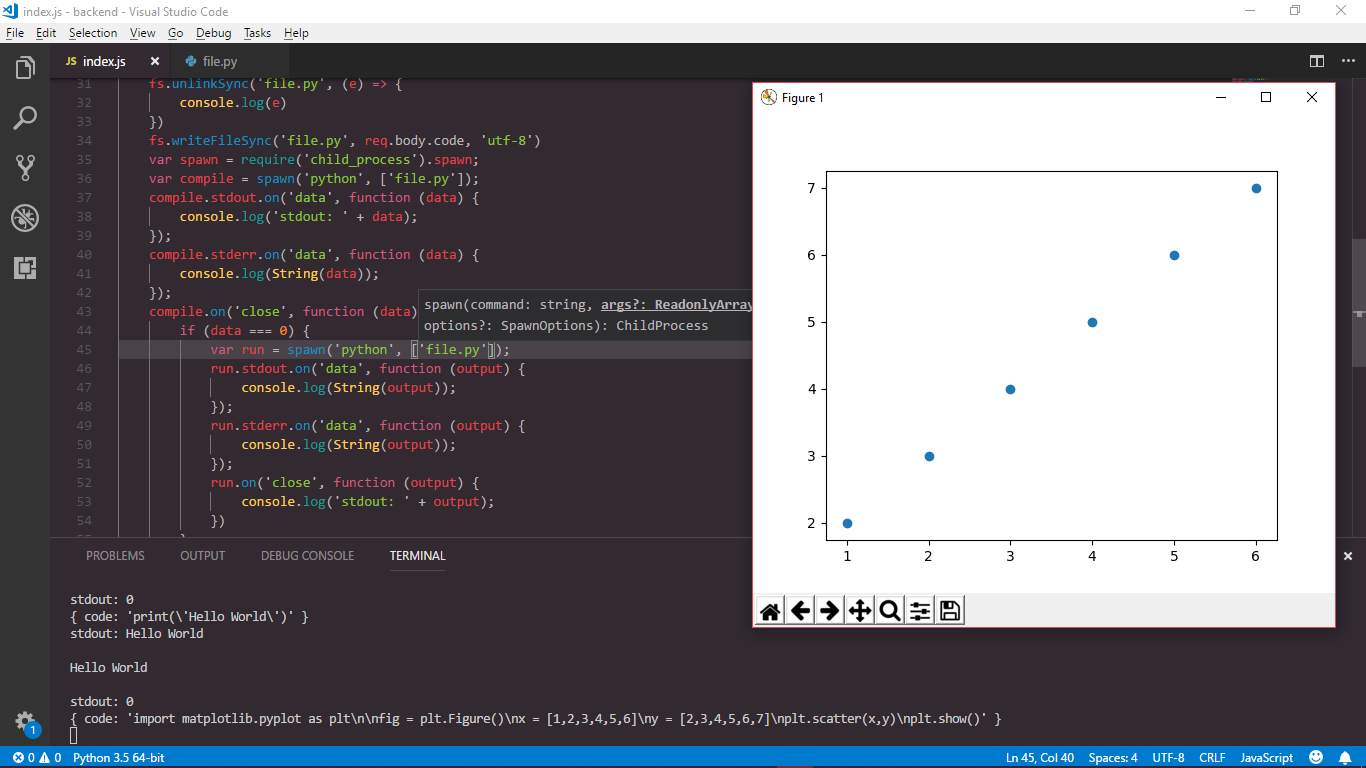 index.js - backend - Visual Studio Code
File Edit Selection View Go Debug Tasks Help
JS index.js × file.py
31 fs.unlinkSync('file.py', (e) => {
32 console.log(e)
33 })
34 fs.writeFileSync('file.py', req.body.code, 'utf-8')
35 var spawn = require('child_process').spawn;
36 var compile = spawn('python', ['file.py']);
37 compile.stdout.on('data', function (data) {
38 console.log('stdout: ' + data);
39 });
40 compile.stderr.on('data', function (data) {
41 console.log(String(data));
42 });
43 compile.on('close', function (data)
44 if (data === 0) {
45 var run = spawn('python', ['file.py']);
46 run.stdout.on('data', function (output) {
47 console.log(String(output));
48 });
49 run.stderr.on('data', function (output) {
50 console.log(String(output));
51 });
52 run.on('close', function (output) {
53 console.log('stdout: ' + output);
54 })
spawn(command: string, args?: ReadonlyArray
options?: SpawnOptions): ChildProcess
Figure 1
7
6
5
4
3
2
1 2 3 4 5 6
PROBLEMS OUTPUT DEBUG CONSOLE TERMINAL
stdout: 0
{ code: 'print(\'Hello World\')' }
stdout: Hello World
Hello World
stdout: 0
{ code: 'import matplotlib.pyplot as plt\n\nfig = plt.Figure()\nx = [1,2,3,4,5,6]\ny = [2,3,4,5,6,7]\nplt.scatter(x,y)\nplt.show()' }
1
0 0 Python 3.5 64-bit Ln 45, Col 40 Spaces: 4 UTF-8 CRLF JavaScript